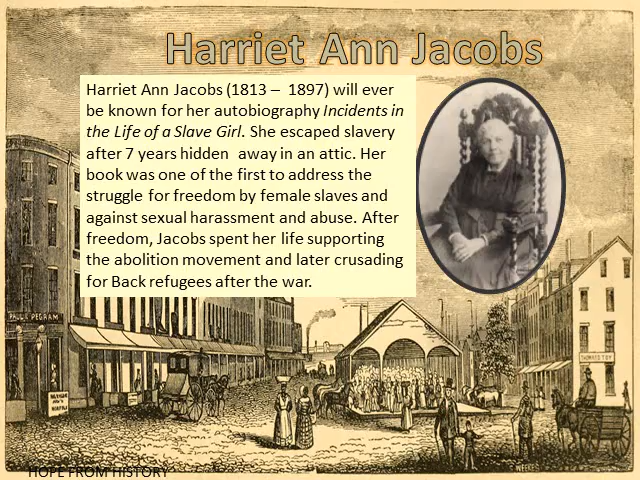 Harriet Ann Jacobs
Harriet Ann Jacobs (1813 – 1897) will ever
be known for her autobiography Incidents in
the Life of a Slave Girl. She escaped slavery
after 7 years hidden away in an attic. Her
book was one of the first to address the
struggle for freedom by female slaves and
against sexual harassment and abuse. After
freedom, Jacobs spent her life supporting
the abolition movement and later crusading
for Back refugees after the war.
PAUL E PEGRAM
THOMAS TOY
WEEKES
HOPE FROM HISTORY